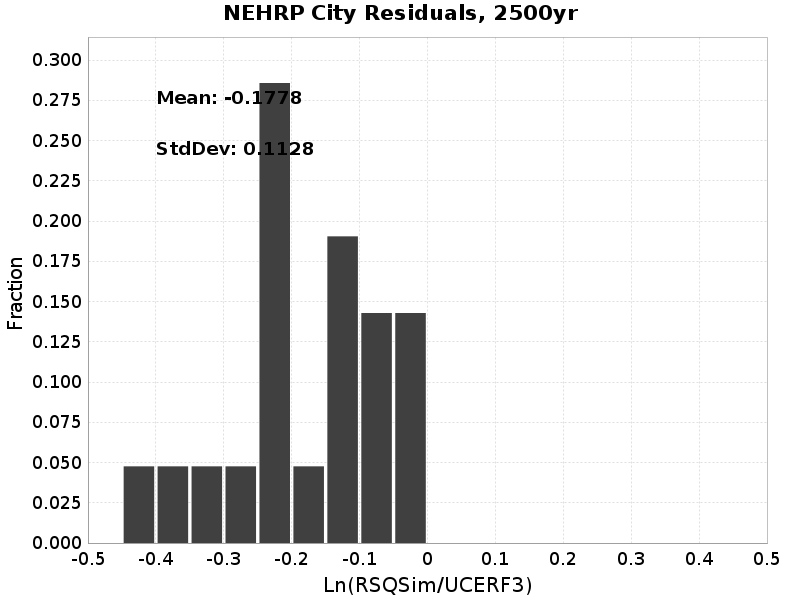 NEHRP City Residuals, 2500yr
0.300
0.275
0.250
0.225
0.200
0.175
0.150
0.125
0.100
0.075
0.050
0.025
0.000
Fraction
Mean: -0.1778
StdDev: 0.1128
-0.5 -0.4 -0.3 -0.2 -0.1 0 0.1 0.2 0.3 0.4 0.5
Ln(RSQSim/UCERF3)